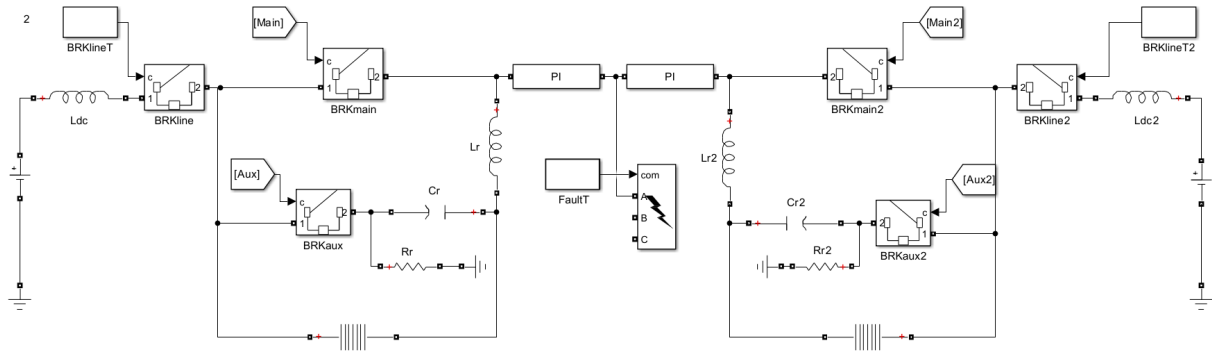 2
BRKlineT
[Main]
[Main2]
BRKlineT2
c
1
2
BRKline
Ldc
c
1
2
BRKmain
PI
PI
2
c
1
BRKmain2
2
c
1
BRKline2
Ldc2
Lr
Lr2
[Aux]
c
1
2
BRKaux
Cr
Rr
FaultT
com
A
B
C
Cr2
Rr2
2
c
1
BRKaux2
[Aux2]
+
+